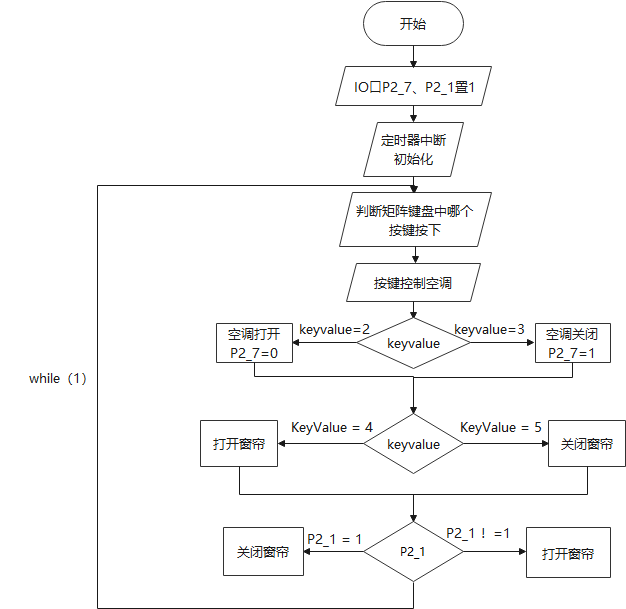 开始
IO口P2_7、P2_1置1
定时器中断
初始化
判断矩阵键盘中哪个
按键按下
按键控制空调
空调打开
P2_7=0
keyvalue=2
keyvalue
keyvalue=3
空调关闭
P2_7=1
while（1）
打开窗帘
KeyValue = 4
keyvalue
KeyValue = 5
关闭窗帘
关闭窗帘
P2_1 = 1
P2_1
P2_1！=1
打开窗帘